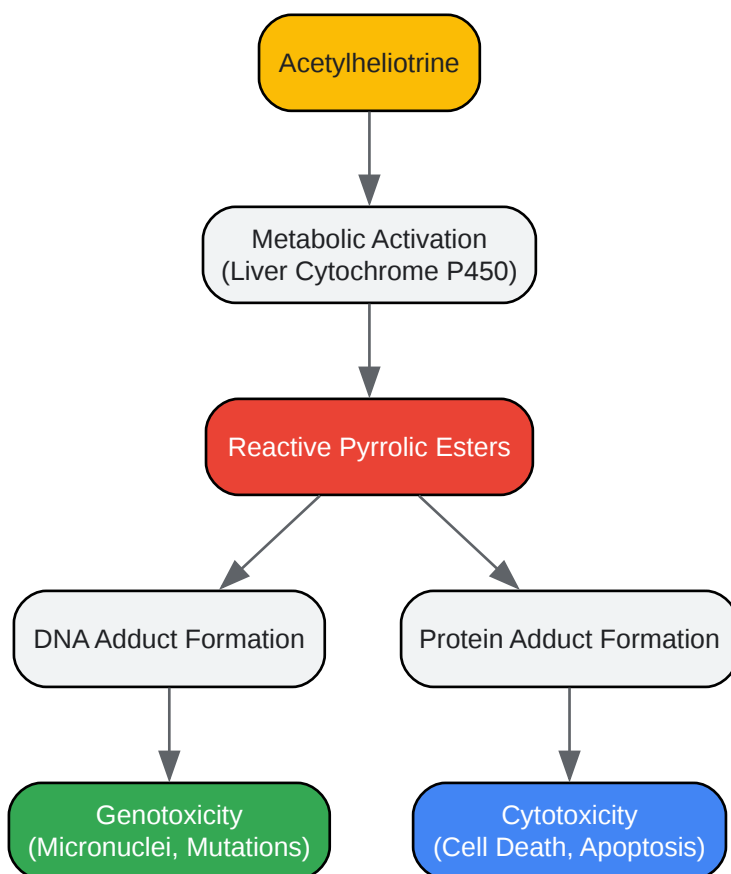 Acetylheliotrine
Metabolic Activation
(Liver Cytochrome P450)
Reactive Pyrrolic Esters
DNA Adduct Formation
Protein Adduct Formation
Genotoxicity
(Micronuclei, Mutations)
Cytotoxicity
(Cell Death, Apoptosis)